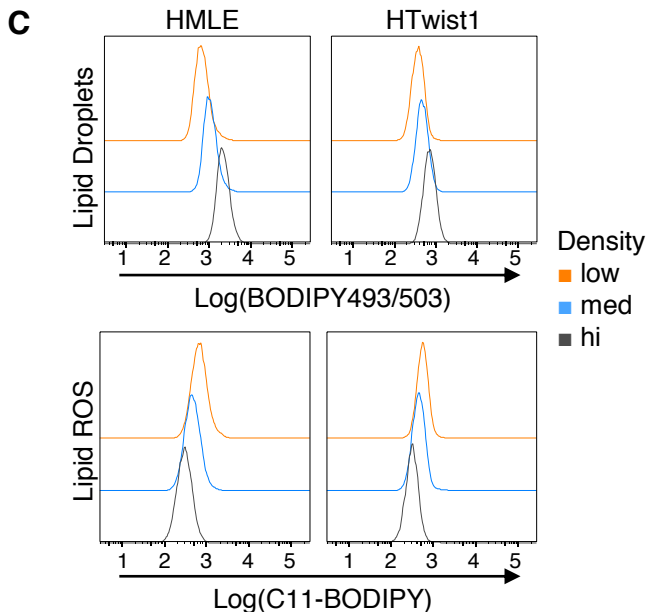 C
HMLE
HTwist1
Lipid Droplets
1 2 3 4 5
1 2 3 4 5
Log(BODIPY493/503)
Density
low
med
hi
Lipid ROS
1 2 3 4 5
1 2 3 4 5
Log(C11-BODIPY)